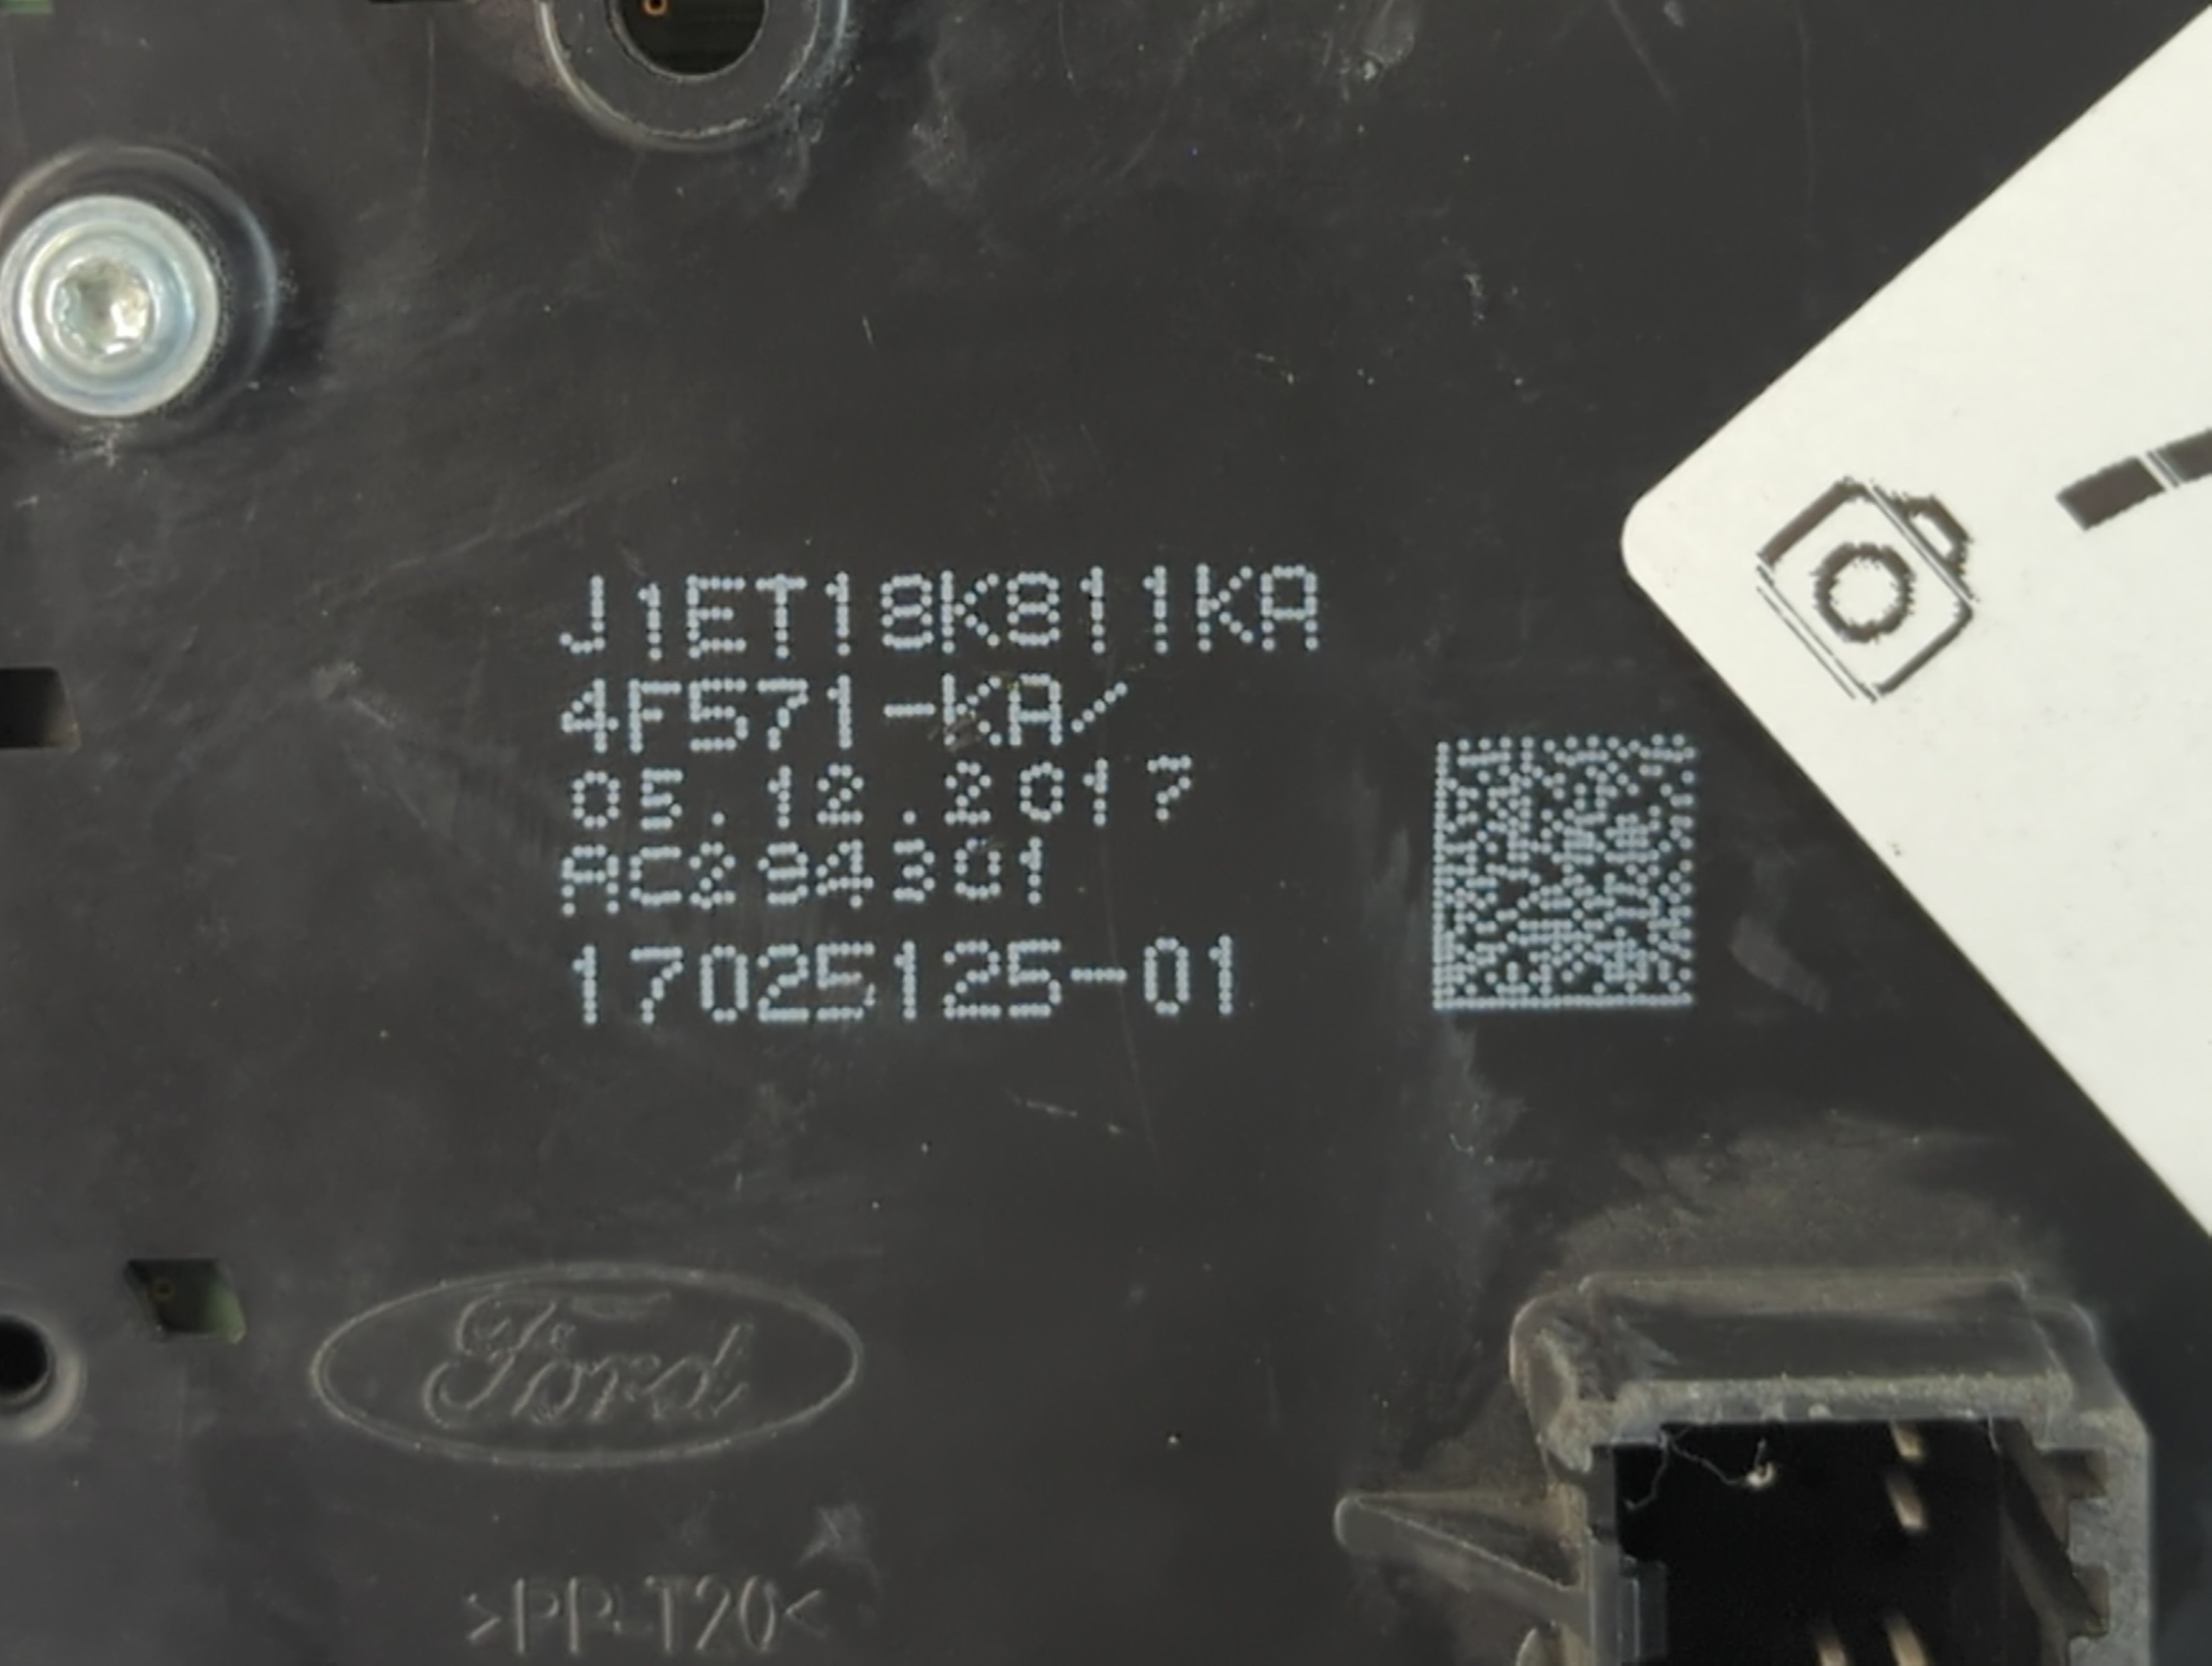 J1ET18K811KA
4F571-KA/
05.12.2017
AC294301
17025125-01
Ford
>PP-T20<